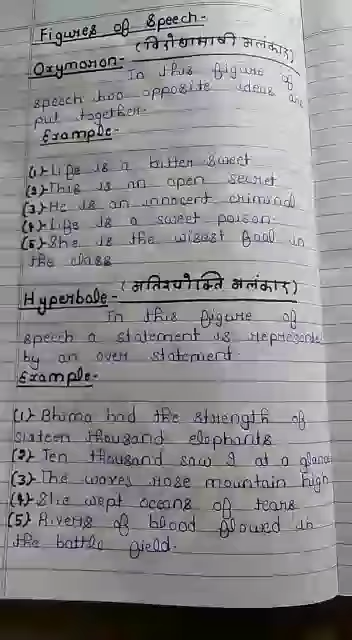 Figures of Speech-
(विरोधाभाषी अलंकार)
Oxymoron-
In this figure of
speech two opposite ideas are
put together.
Example-
(1) Life is a bitter sweet
(2) This is an open secret
(3) He is an innocent criminal
(4) Life is a sweet poison.
(5) She is the wisest fool in
the class
(अतिश्योक्ति अलंकार)
Hyperbole-
In this figure of
speech a statement is represente
by an over statement.
Example-
(1) Bhima had the strength of
sixteen thousand elephants
(2) Ten thousand saw I at a glance
(3) The waves rose mountain high
(4) She wept oceans of tears
(5) Rivers of blood flowed in
the battle field.